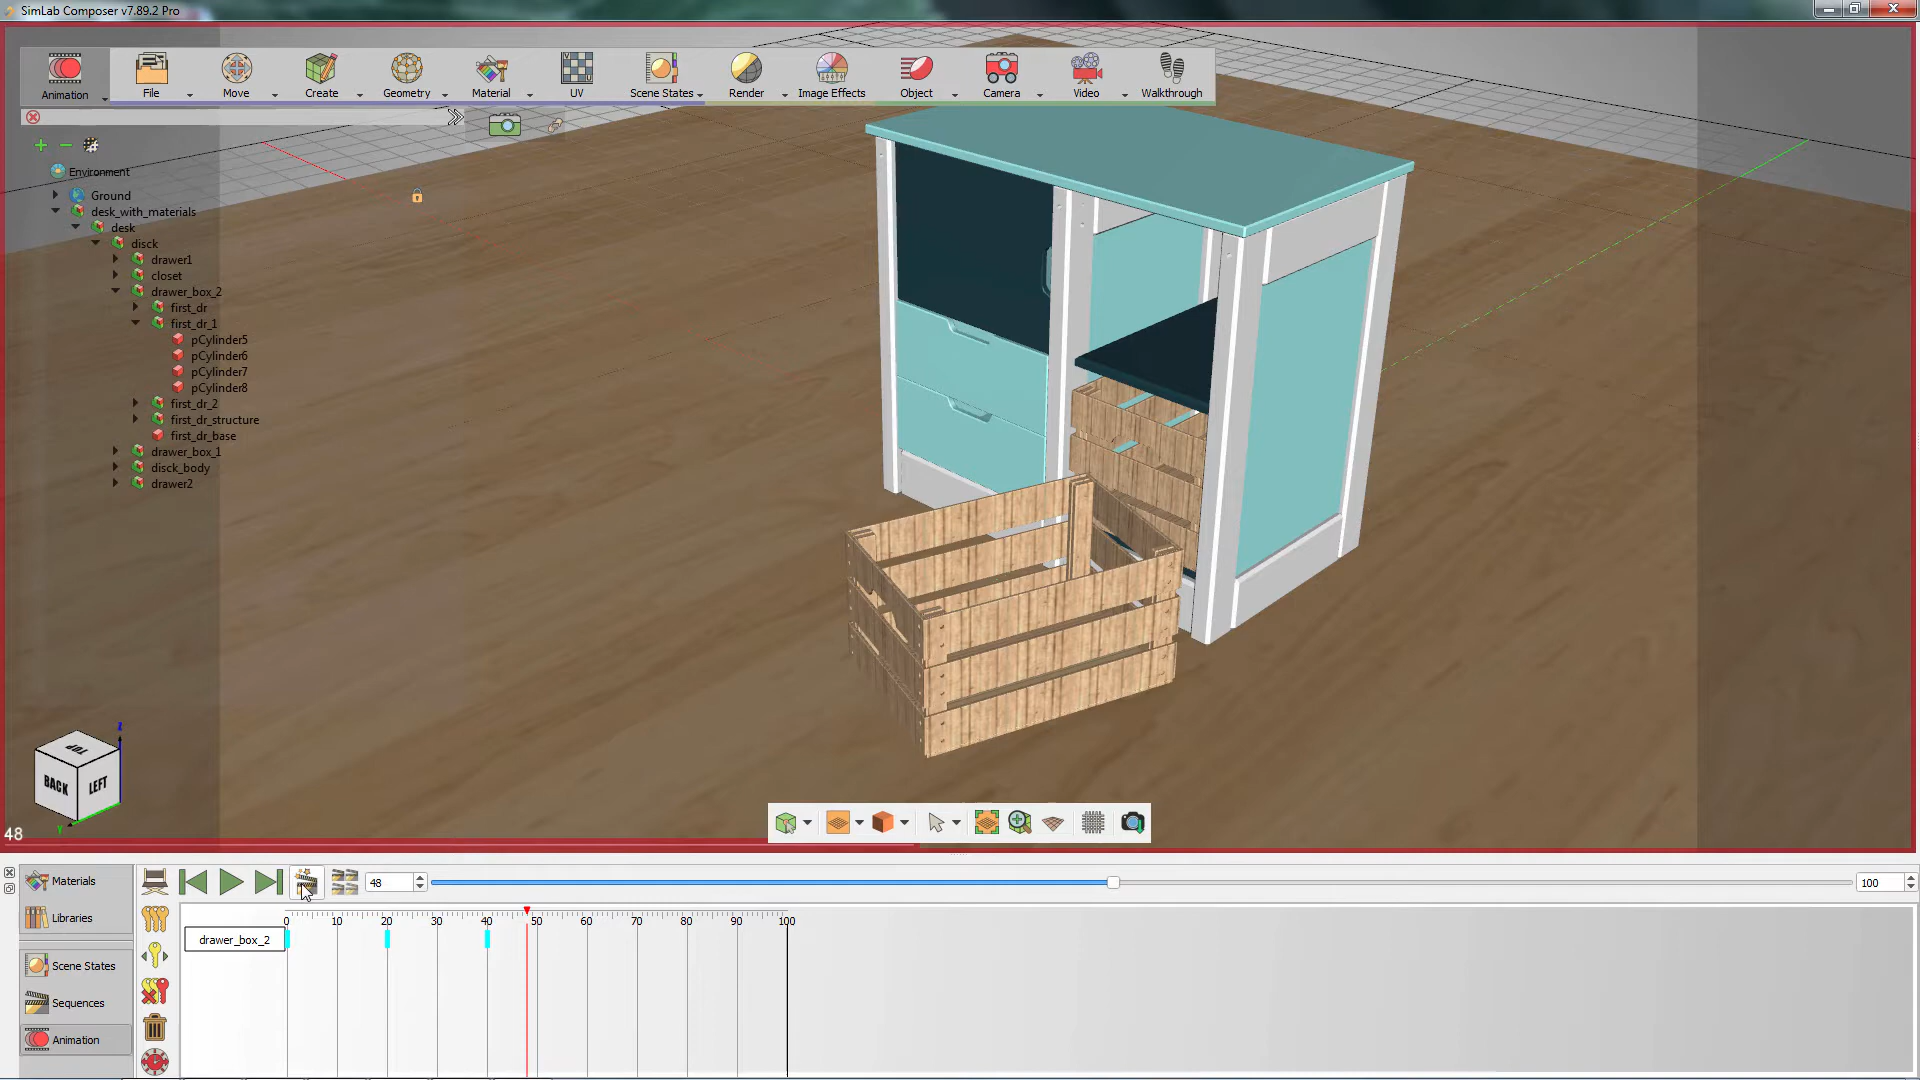 SimLab Composer v7.89.2 Pro
Animation File Move Create Geometry Material UV Scene States Render Image Effects Object Camera Video Walkthrough
Environment
Ground
desk_with_materials
desk
disck
drawer1
closet
drawer_box_2
first_dr
first_dr_1
pCylinder5
pCylinder6
pCylinder7
pCylinder8
first_dr_2
first_dr_structure
first_dr_base
drawer_box_1
disck_body
drawer2
Z
TOP
BACK LEFT
Y
48
Materials
48
100
Libraries
0 10 20 30 40 50 60 70 80 90 100
drawer_box_2
Scene States
Sequences
Animation